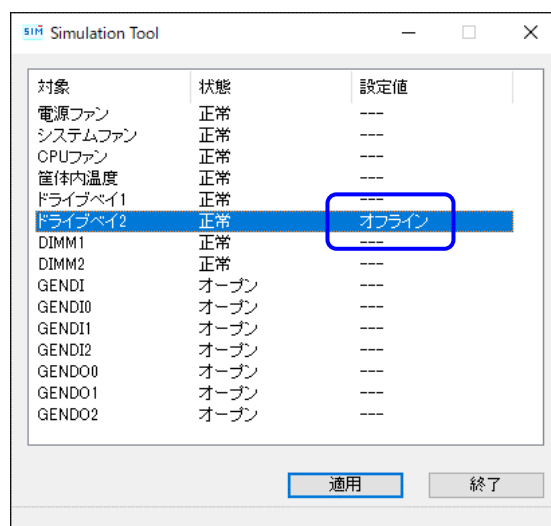 SIM Simulation Tool
対象 状態 設定値
電源ファン 正常 ---
システムファン 正常 ---
CPUファン 正常 ---
筐体内温度 正常 ---
ドライブベイ1 正常 ---
ドライブベイ2 正常 オフライン
DIMM1 正常 ---
DIMM2 正常 ---
GENDI オープン ---
GENDI0 オープン ---
GENDI1 オープン ---
GENDI2 オープン ---
GENDO0 オープン ---
GENDO1 オープン ---
GENDO2 オープン ---
適用 終了